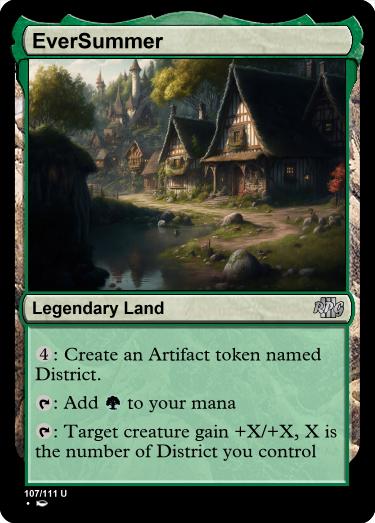 EverSummer
Legendary Land
RPG
4: Create an Artifact token named
District.
: Add to your mana
: Target creature gain +X/+X, X is
the number of District you control
107/111 U